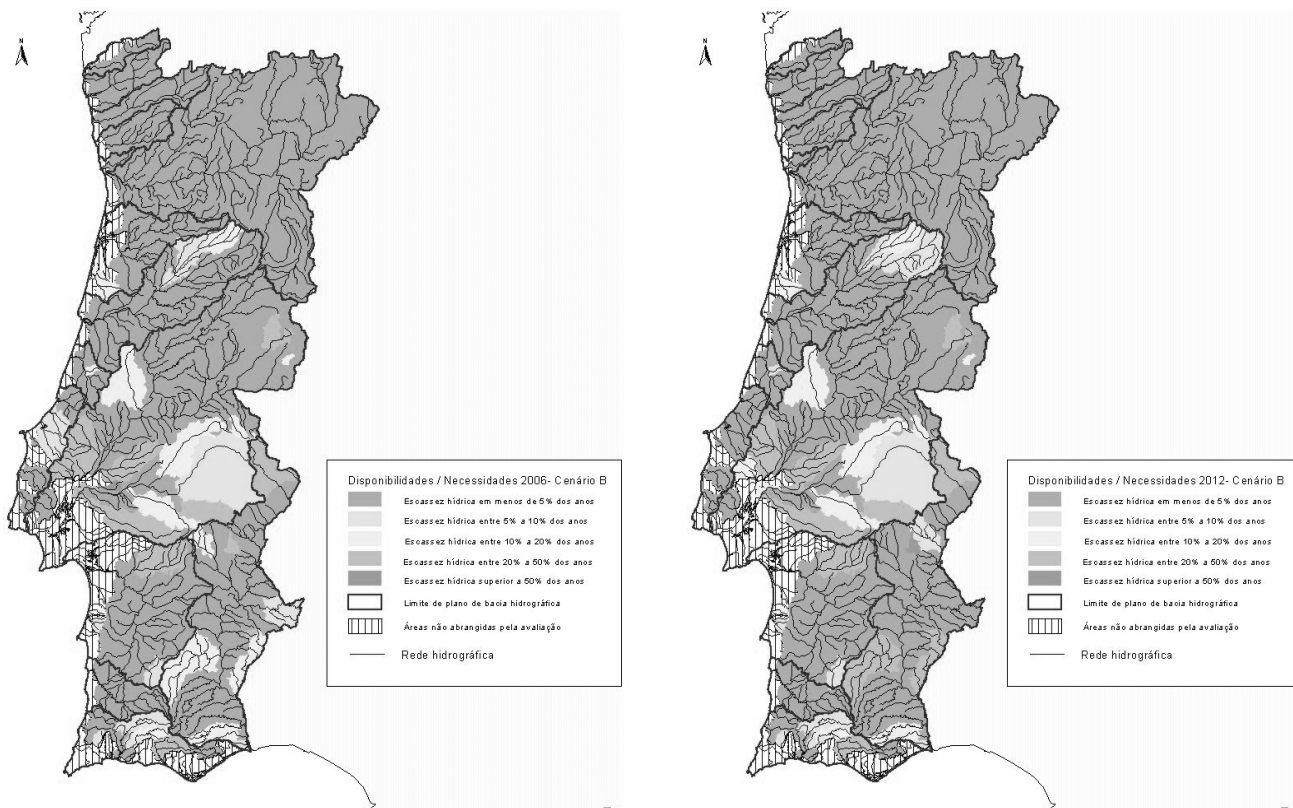 N
Disponibilidades / Necessidades 2006- Cenário B
Escassez hídrica em menos de 5% dos anos
Escassez hídrica entre 5% a 10% dos anos
Escassez hídrica entre 10% a 20% dos anos
Escassez hídrica entre 20% a 50% dos anos
Escassez hídrica superior a 50% dos anos
Limite de plano de bacia hidrográfica
Áreas não abrangidas pela avaliação
Rede hidrográfica
N
Disponibilidades / Necessidades 2012- Cenário B
Escassez hídrica em menos de 5% dos anos
Escassez hídrica entre 5% a 10% dos anos
Escassez hídrica entre 10% a 20% dos anos
Escassez hídrica entre 20% a 50% dos anos
Escassez hídrica superior a 50% dos anos
Limite de plano de bacia hidrográfica
Áreas não abrangidas pela avaliação
Rede hidrográfica